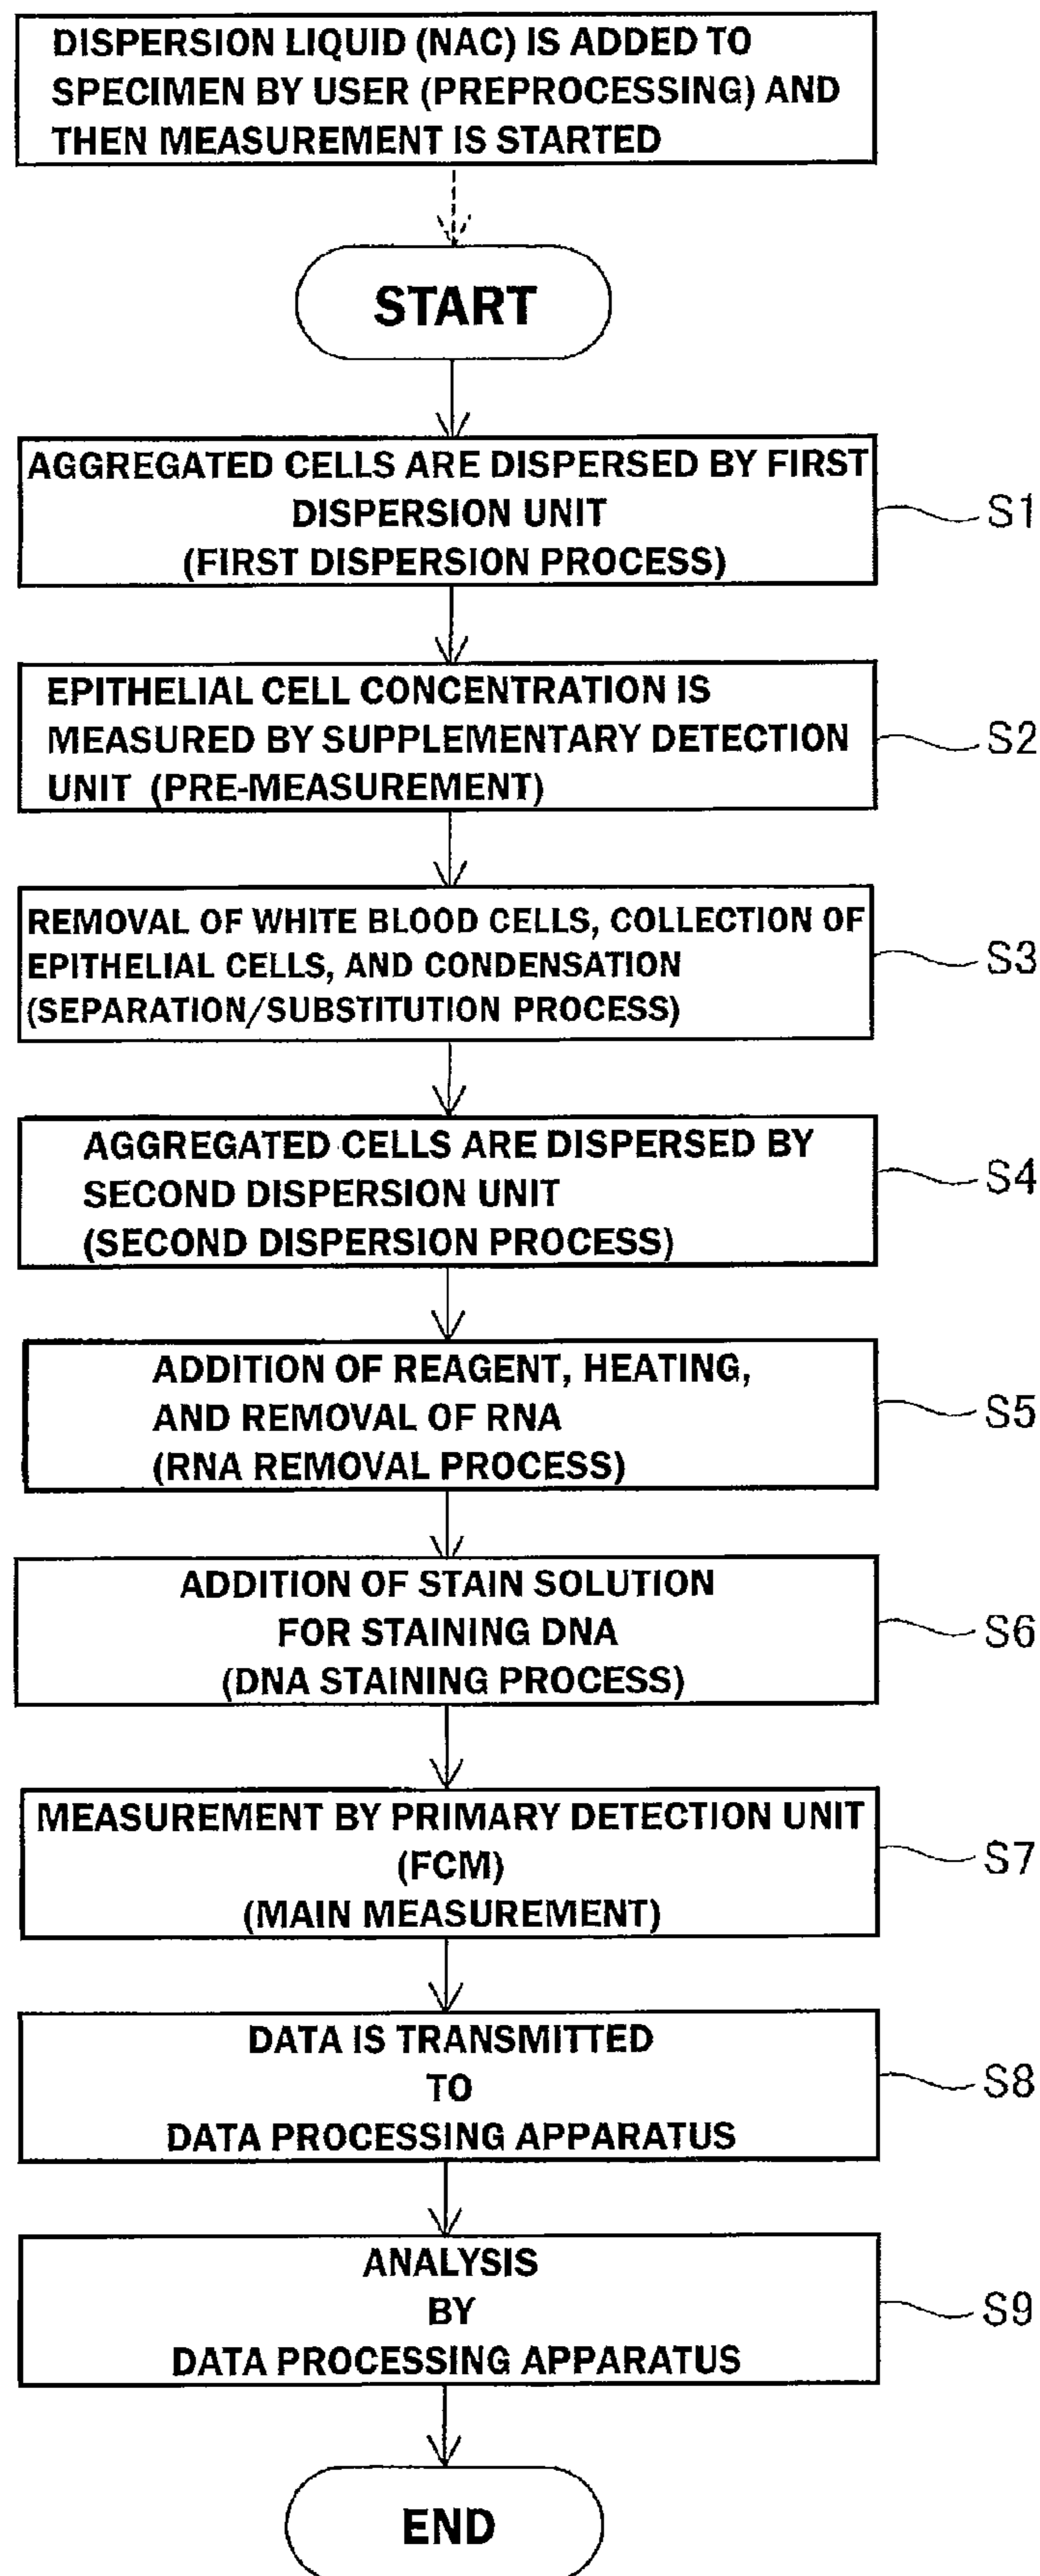 DISPERSION LIQUID (NAC) IS ADDED TO
SPECIMEN BY USER (PREPROCESSING) AND
THEN MEASUREMENT IS STARTED
START
AGGREGATED CELLS ARE DISPERSED BY FIRST
DISPERSION UNIT
(FIRST DISPERSION PROCESS)
S1
EPITHELIAL CELL CONCENTRATION IS
MEASURED BY SUPPLEMENTARY DETECTION
UNIT (PRE-MEASUREMENT)
S2
REMOVAL OF WHITE BLOOD CELLS, COLLECTION OF
EPITHELIAL CELLS, AND CONDENSATION
(SEPARATION/SUBSTITUTION PROCESS)
S3
AGGREGATED CELLS ARE DISPERSED BY
SECOND DISPERSION UNIT
(SECOND DISPERSION PROCESS)
S4
ADDITION OF REAGENT, HEATING,
AND REMOVAL OF RNA
(RNA REMOVAL PROCESS)
S5
ADDITION OF STAIN SOLUTION
FOR STAINING DNA
(DNA STAINING PROCESS)
S6
MEASUREMENT BY PRIMARY DETECTION UNIT
(FCM)
(MAIN MEASUREMENT)
S7
DATA IS TRANSMITTED
TO
DATA PROCESSING APPARATUS
S8
ANALYSIS
BY
DATA PROCESSING APPARATUS
S9
END